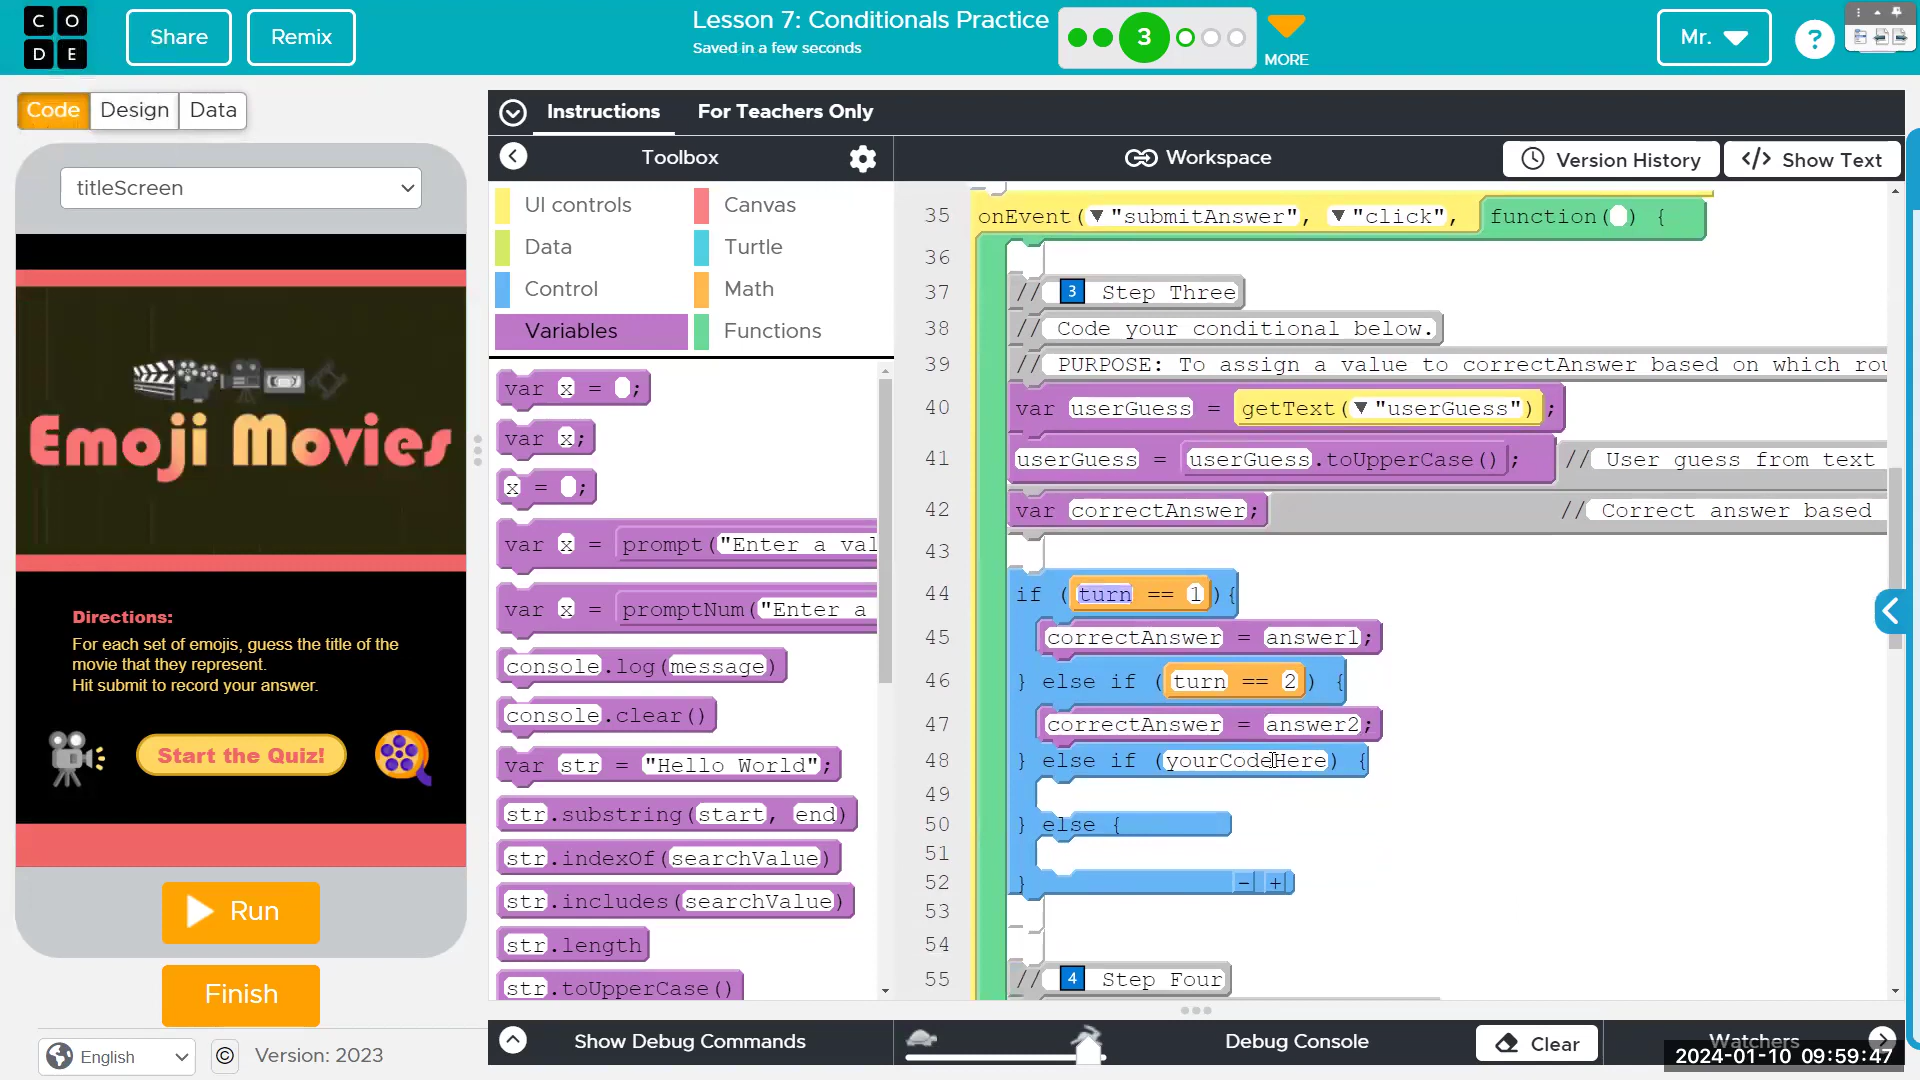 CODE
Share
Remix
Lesson 7: Conditionals Practice
Saved in a few seconds
3
MORE
Mr.
?
Code
Design
Data
titleScreen
Emoji Movies
Directions:
For each set of emojis, guess the title of the
movie that they represent.
Hit submit to record your answer.
Start the Quiz!
Run
Finish
English
© Version: 2023
Instructions
For Teachers Only
Toolbox
Workspace
Version History
</> Show Text
UI controls
Canvas
Data
Turtle
Control
Math
Variables
Functions
var x = ;
var x;
x = ;
var x = prompt("Enter a val
var x = promptNum("Enter a
console.log(message)
console.clear()
var str = "Hello World";
str.substring(start, end)
str.indexOf(searchValue)
str.includes(searchValue)
str.length
str.toUpperCase()
35 onEvent(▼"submitAnswer", ▼"click", function( ) {
36
37 // 3 Step Three
38 // Code your conditional below.
39 // PURPOSE: To assign a value to correctAnswer based on which rou
40 var userGuess = getText(▼"userGuess");
41 userGuess = userGuess.toUpperCase(); // User guess from text
42 var correctAnswer; // Correct answer based
43
44 if (turn == 1){
45 correctAnswer = answer1;
46 } else if (turn == 2) {
47 correctAnswer = answer2;
48 } else if (yourCodeHere) {
49
50 } else {
51
52 } - +
53
54
55 // 4 Step Four
Show Debug Commands
Debug Console
Clear
Watchers
2024-01-10 09:59:47